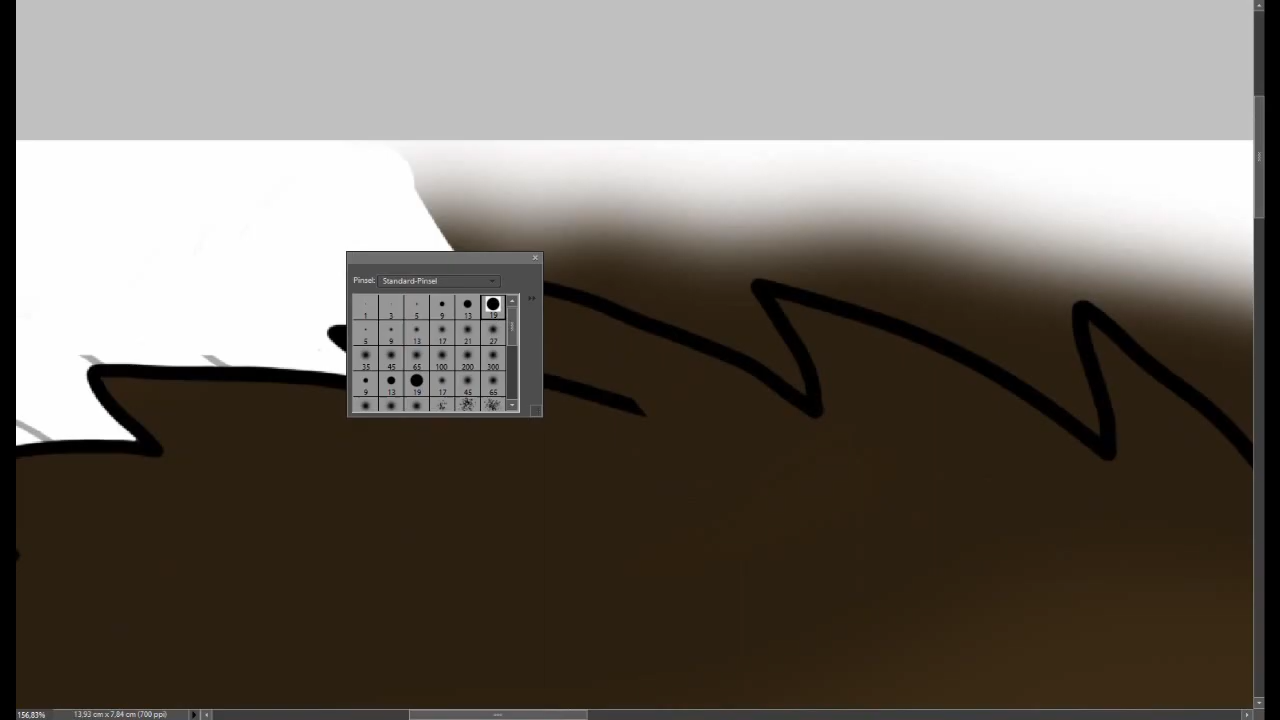 Pinsel: Standard-Pinsel
1 3 5 9 13 19
5 9 13 17 21 27
35 45 65 100 200 300
9 13 19 17 45 65
156,83% 13,93 cm x 7,84 cm (700 ppi)